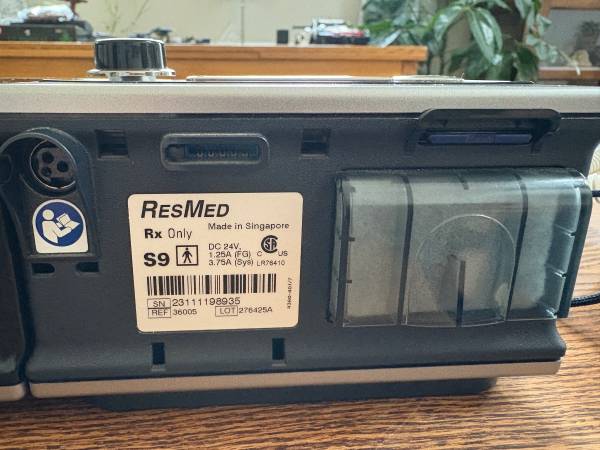 RESMED
Made in Singapore
Rx Only
S9
DC 24V,
1.25A (FG)
3.75A (Sys)
C US
LR76410
SN 23111198935
REF 36005
LOT 276425A